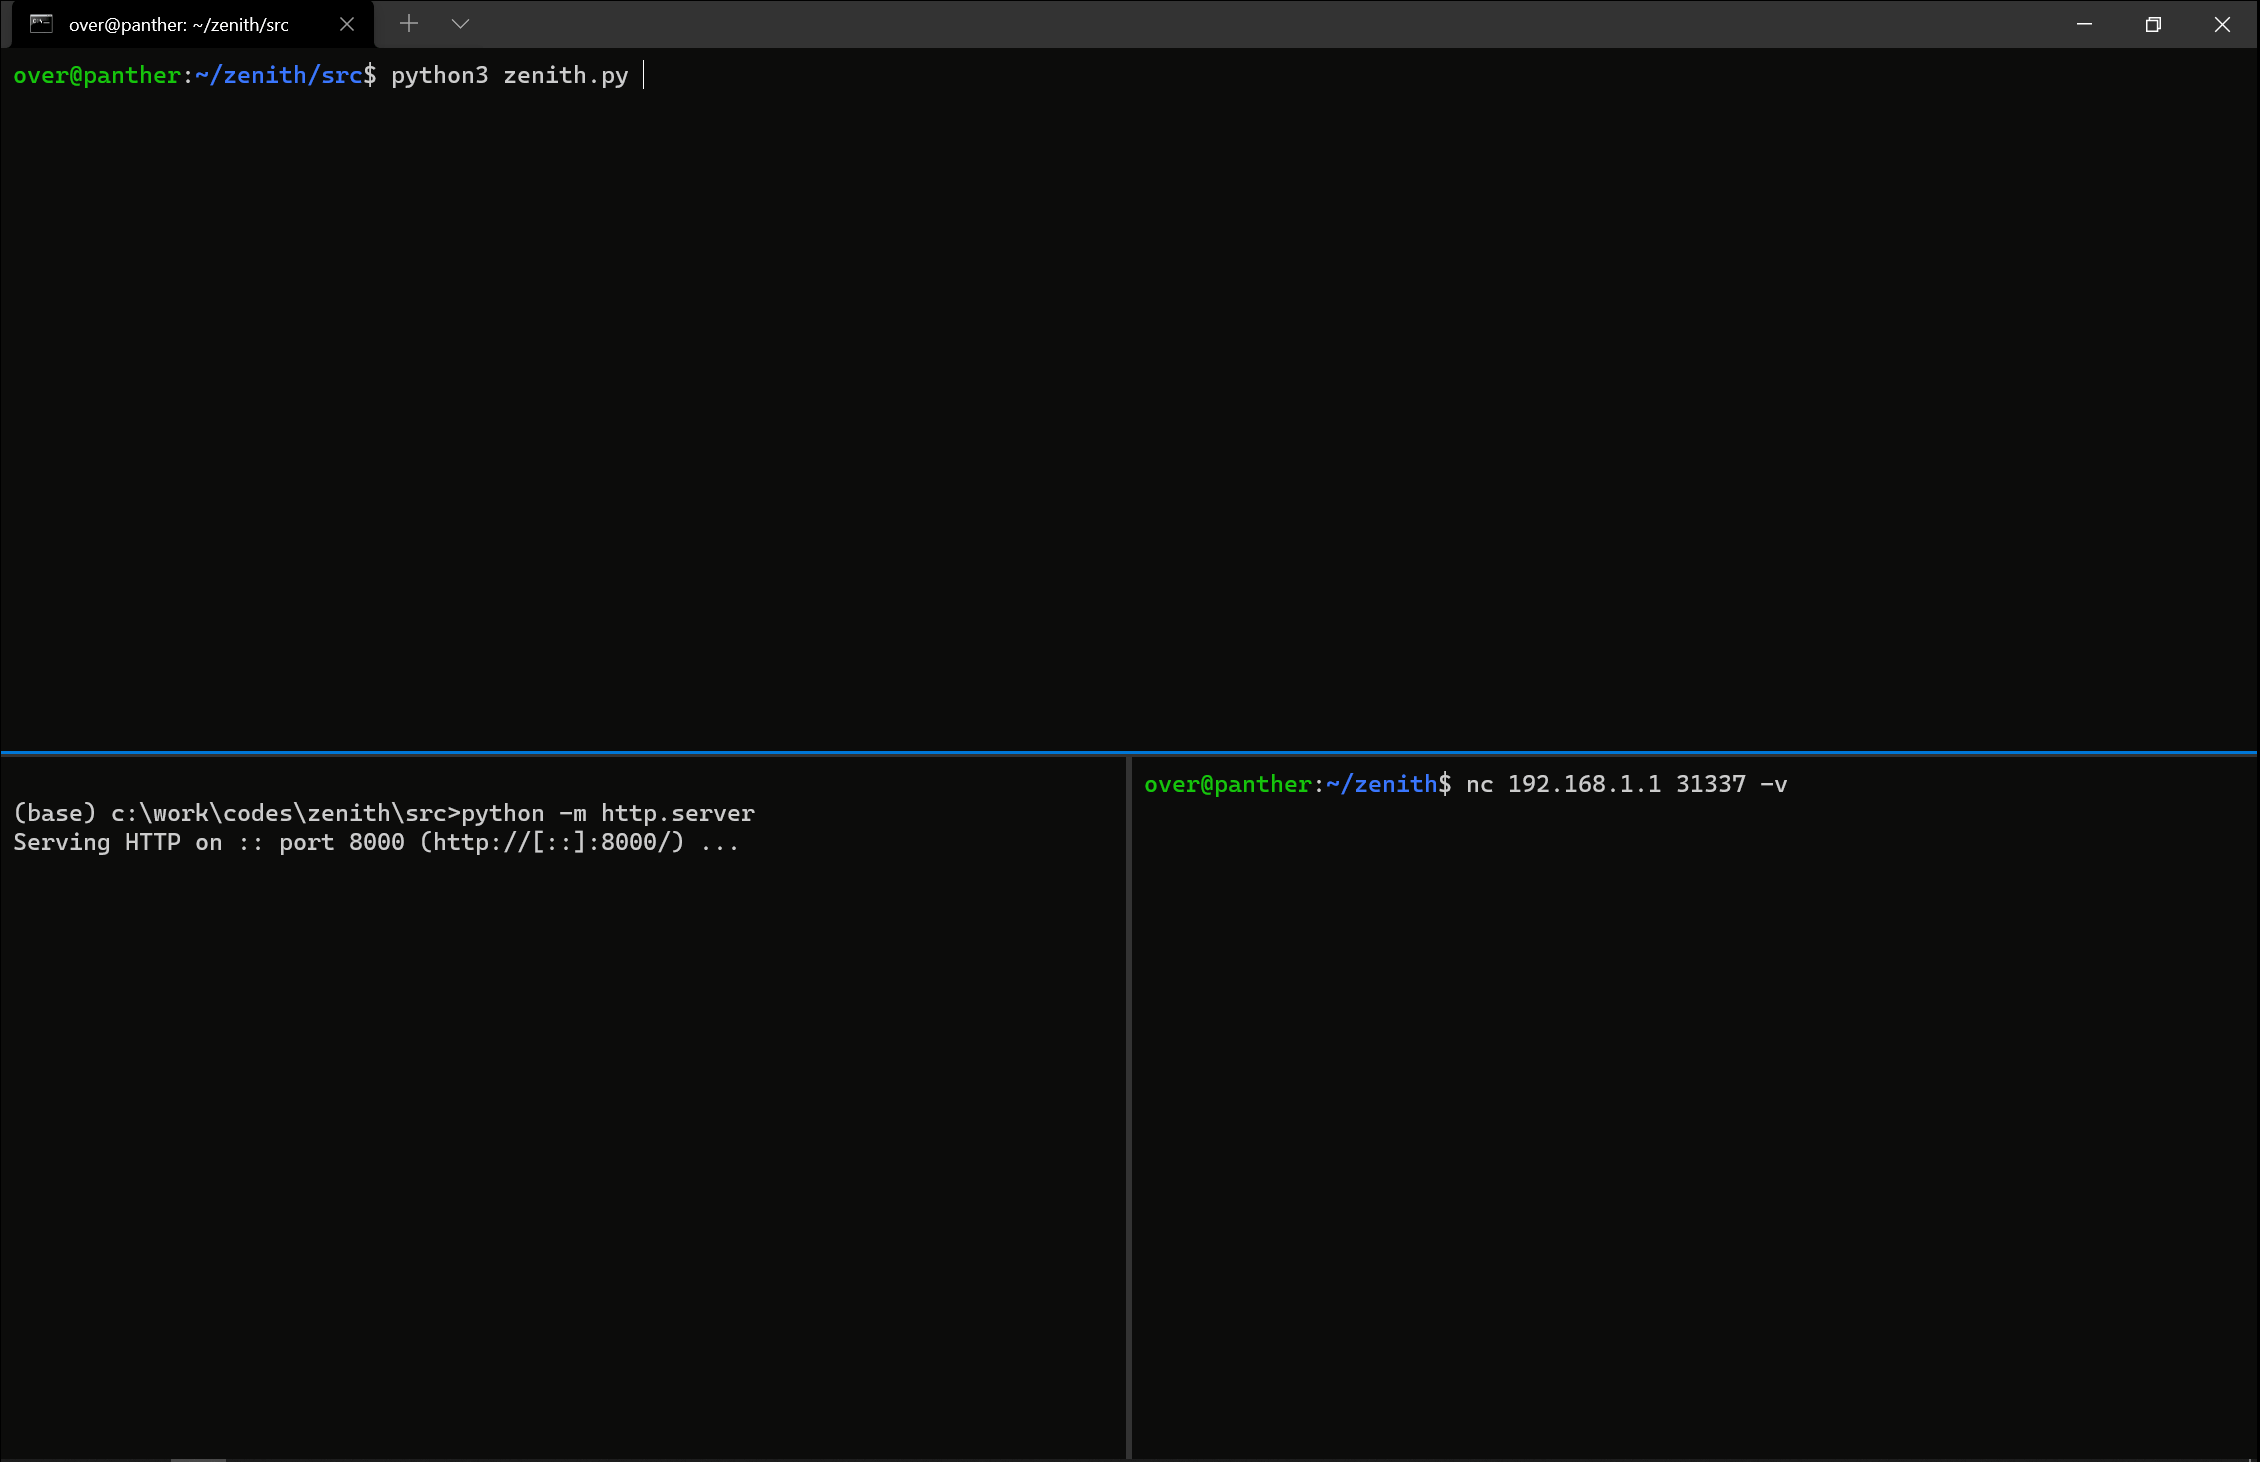 over@panther: ~/zenith/src
over@panther:~/zenith/src$ python3 zenith.py
(base) c:\work\codes\zenith\src>python -m http.server
Serving HTTP on :: port 8000 (http://[::]:8000/) ...
over@panther:~/zenith$ nc 192.168.1.1 31337 -v